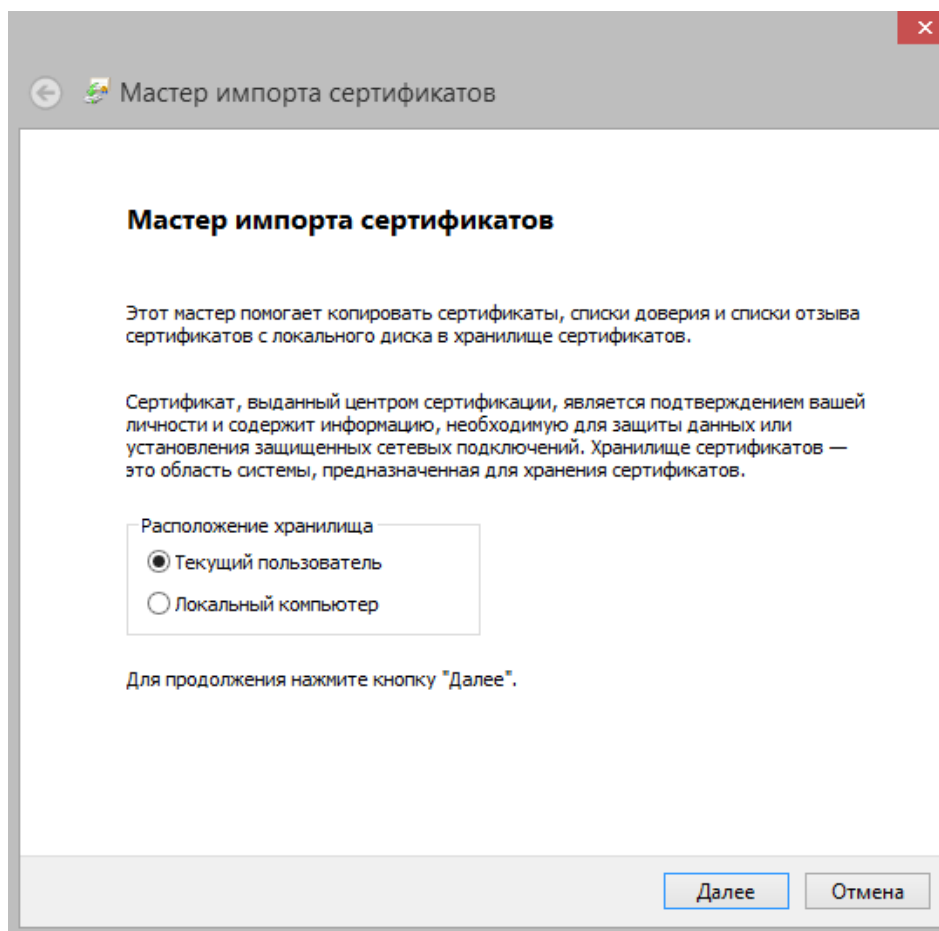 Мастер импорта сертификатов
Мастер импорта сертификатов
Этот мастер помогает копировать сертификаты, списки доверия и списки отзыва
сертификатов с локального диска в хранилище сертификатов.
Сертификат, выданный центром сертификации, является подтверждением вашей
личности и содержит информацию, необходимую для защиты данных или
установления защищенных сетевых подключений. Хранилище сертификатов —
это область системы, предназначенная для хранения сертификатов.
Расположение хранилища
Текущий пользователь
Локальный компьютер
Для продолжения нажмите кнопку "Далее".
Далее
Отмена